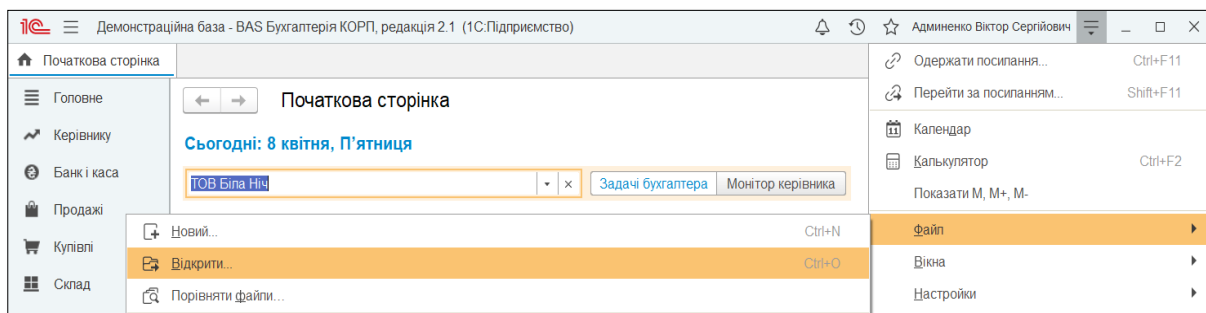 Демонстраційна база - BAS Бухгалтерія КОРП, редакція 2.1 (1С:Підприємство) Админенко Віктор Сергійович
Початкова сторінка
Одержати посилання... Ctrl+F11
Головне
Початкова сторінка
Перейти за посиланням... Shift+F11
Керівнику
Сьогодні: 8 квітня, П'ятниця
Календар
Банк і каса
ТОВ Біла Ніч Задачі бухгалтера Монітор керівника
Калькулятор Ctrl+F2
Продажі
Показати M, M+, M-
Купівлі
Новий... Ctrl+N
Файл
Відкрити... Ctrl+O
Вікна
Склад
Порівняти файли...
Настройки